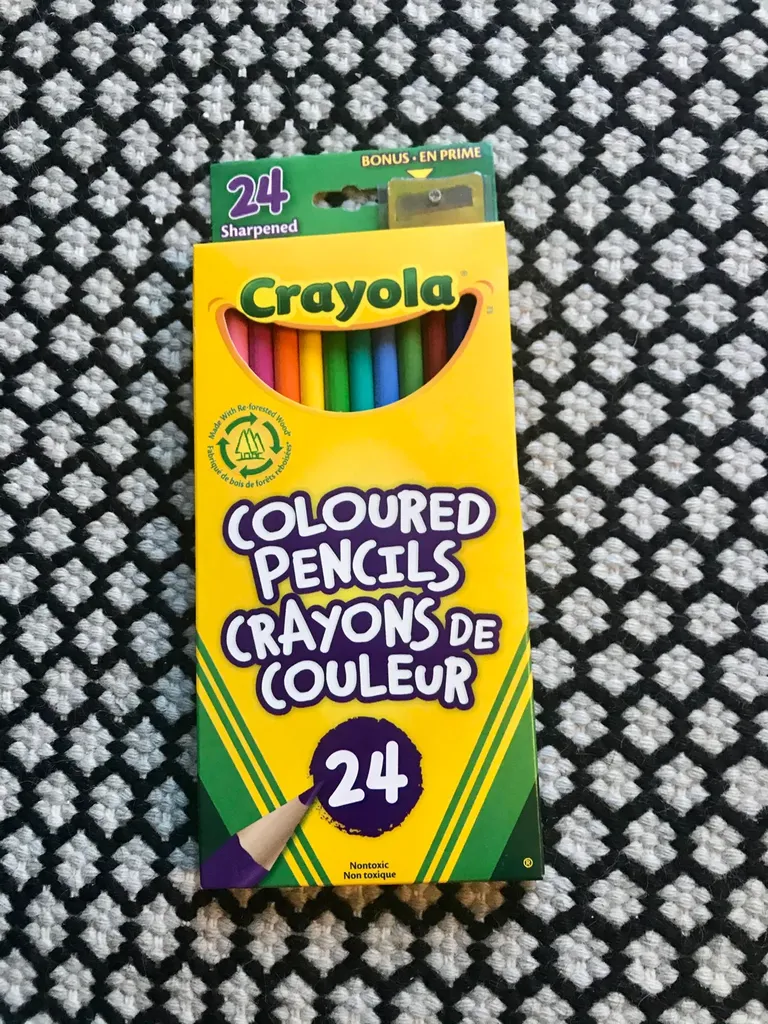 BONUS • EN PRIME
24
Sharpened
Crayola
Made With Re-forested Wood*
Fabriqué de bois de forêts reboisées*
COLOURED
PENCILS
CRAYONS DE
COULEUR
24
Nontoxic
Non toxique
®